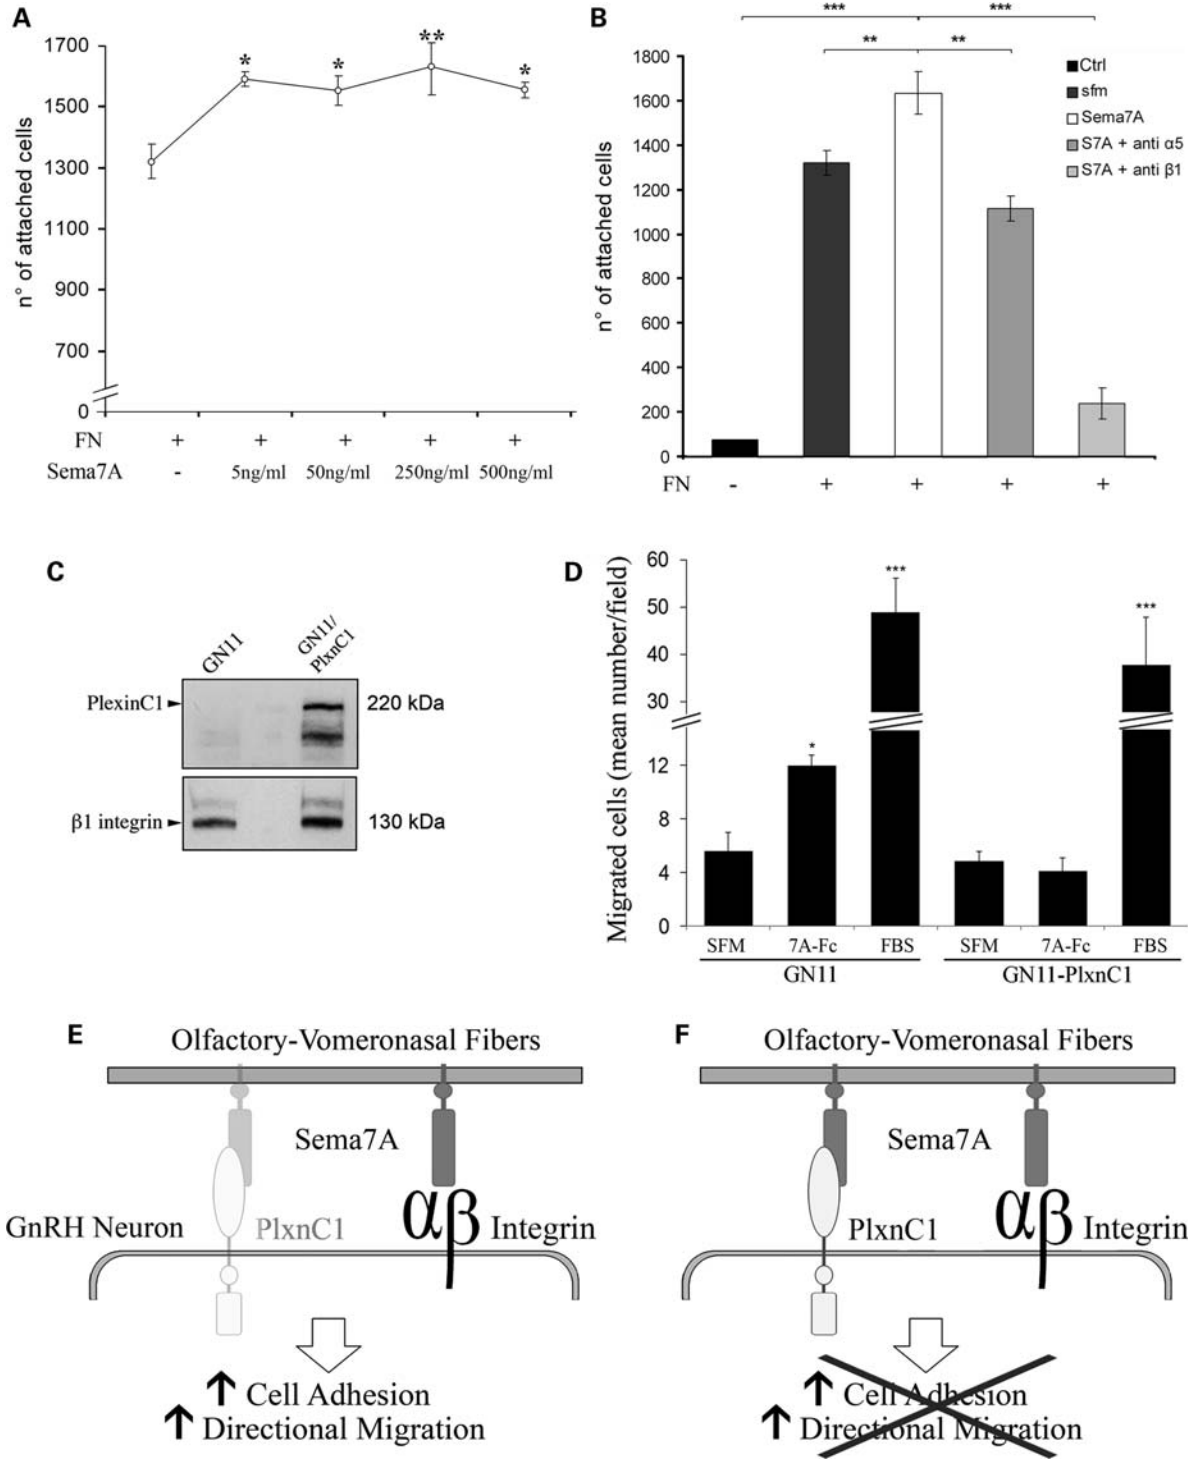 A
1700
1500
1300
1100
900
700
0
n° of attached cells
*
*
**
*
FN + + + + +
Sema7A - 5ng/ml 50ng/ml 250ng/ml 500ng/ml
B
*** ***
** **
1800
1600
1400
1200
1000
800
600
400
200
0
n° of attached cells
Ctrl
sfm
Sema7A
S7A + anti α5
S7A + anti β1
FN - + + + +
C
GN11
GN11/
PlxnC1
PlexinC1
220 kDa
β1 integrin
130 kDa
D
Migrated cells (mean number/field)
60
50
40
30
12
8
4
0
*
***
***
SFM 7A-Fc FBS SFM 7A-Fc FBS
GN11 GN11-PlxnC1
E
Olfactory-Vomeronasal Fibers
Sema7A
GnRH Neuron
PlxnC1
αβ Integrin
↑ Cell Adhesion
↑ Directional Migration
F
Olfactory-Vomeronasal Fibers
Sema7A
PlxnC1
αβ Integrin
↑ Cell Adhesion
↑ Directional Migration